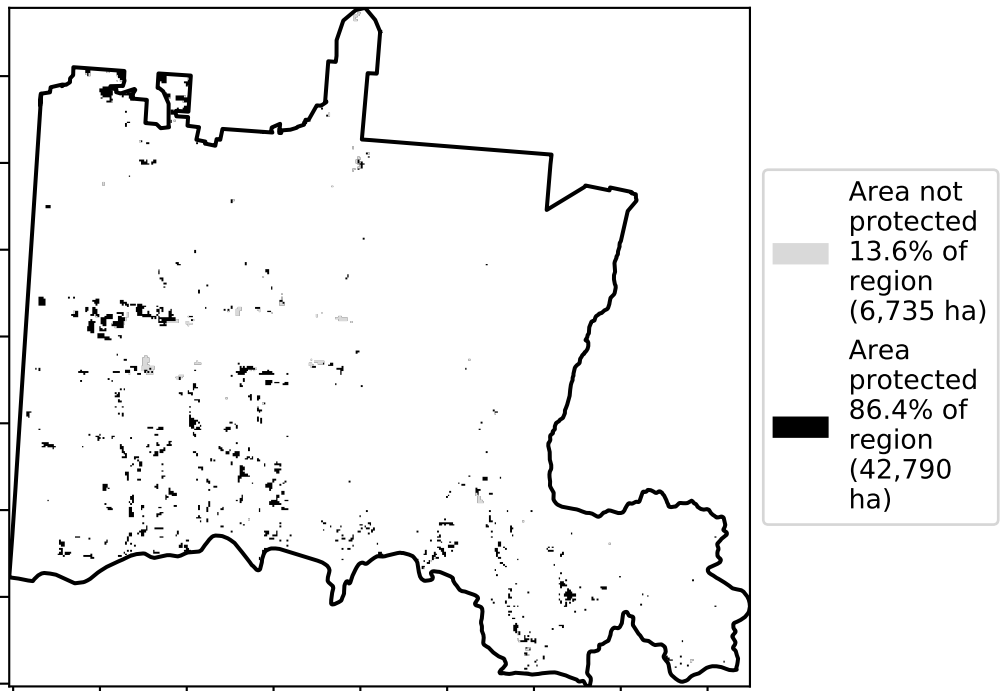 Area not
protected
13.6% of
region
(6,735 ha)
Area
protected
86.4% of
region
(42,790
ha)